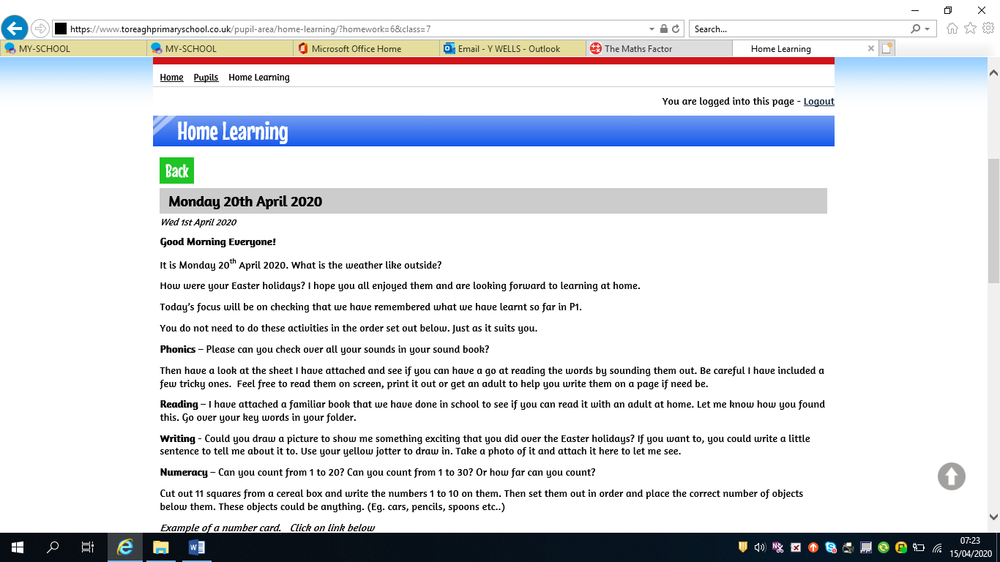 https://www.toreaghprimaryschool.co.uk/pupil-area/home-learning/?homework=6&class=7
Search...
MY-SCHOOL
MY-SCHOOL
Microsoft Office Home
Email - Y WELLS - Outlook
The Maths Factor
Home Learning
Home Pupils Home Learning
You are logged into this page - Logout
Home Learning
Back
Monday 20th April 2020
Wed 1st April 2020
Good Morning Everyone!
It is Monday 20th April 2020. What is the weather like outside?
How were your Easter holidays? I hope you all enjoyed them and are looking forward to learning at home.
Today's focus will be on checking that we have remembered what we have learnt so far in P1.
You do not need to do these activities in the order set out below. Just as it suits you.
Phonics – Please can you check over all your sounds in your sound book?
Then have a look at the sheet I have attached and see if you can have a go at reading the words by sounding them out. Be careful I have included a
few tricky ones. Feel free to read them on screen, print it out or get an adult to help you write them on a page if need be.
Reading – I have attached a familiar book that we have done in school to see if you can read it with an adult at home. Let me know how you found
this. Go over your key words in your folder.
Writing - Could you draw a picture to show me something exciting that you did over the Easter holidays? If you want to, you could write a little
sentence to tell me about it to. Use your yellow jotter to draw in. Take a photo of it and attach it here to let me see.
Numeracy – Can you count from 1 to 20? Can you count from 1 to 30? Or how far can you count?
Cut out 11 squares from a cereal box and write the numbers 1 to 10 on them. Then set them out in order and place the correct number of objects
below them. These objects could be anything. (Eg. cars, pencils, spoons etc..)
Example of a number card. Click on link below
07:23
15/04/2020